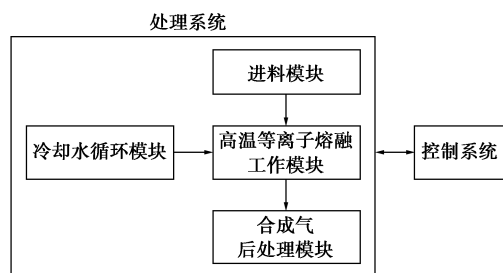 处理系统
进料模块
冷却水循环模块
高温等离子熔融
工作模块
控制系统
合成气
后处理模块